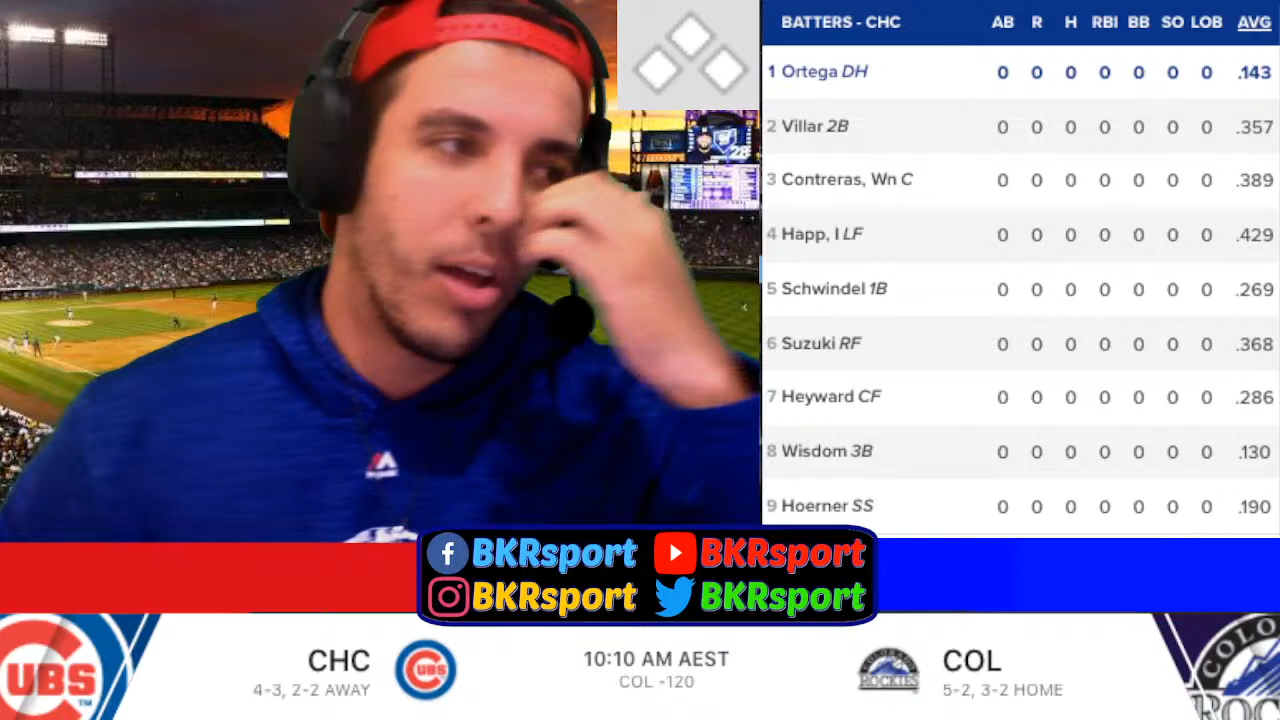 BATTERS - CHC AB R H RBI BB SO LOB AVG
1 Ortega DH 0 0 0 0 0 0 0 .143
2 Villar 2B 0 0 0 0 0 0 0 .357
3 Contreras, Wn C 0 0 0 0 0 0 0 .389
4 Happ, I LF 0 0 0 0 0 0 0 .429
5 Schwindel 1B 0 0 0 0 0 0 0 .269
6 Suzuki RF 0 0 0 0 0 0 0 .368
7 Heyward CF 0 0 0 0 0 0 0 .286
8 Wisdom 3B 0 0 0 0 0 0 0 .130
9 Hoerner SS 0 0 0 0 0 0 0 .190
28
BKRsport BKRsport
BKRsport BKRsport
UBS
TM
CHC
4-3, 2-2 AWAY
CUBS
10:10 AM AEST
COL -120
ROCKIES
COL
5-2, 3-2 HOME
COLO
ROC